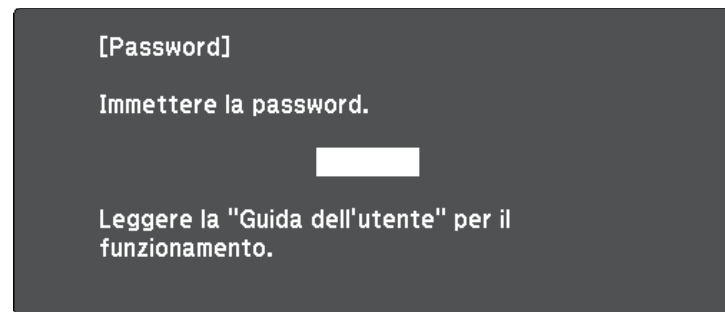 [Password]
Immettere la password.
Leggere la "Guida dell'utente" per il
funzionamento.